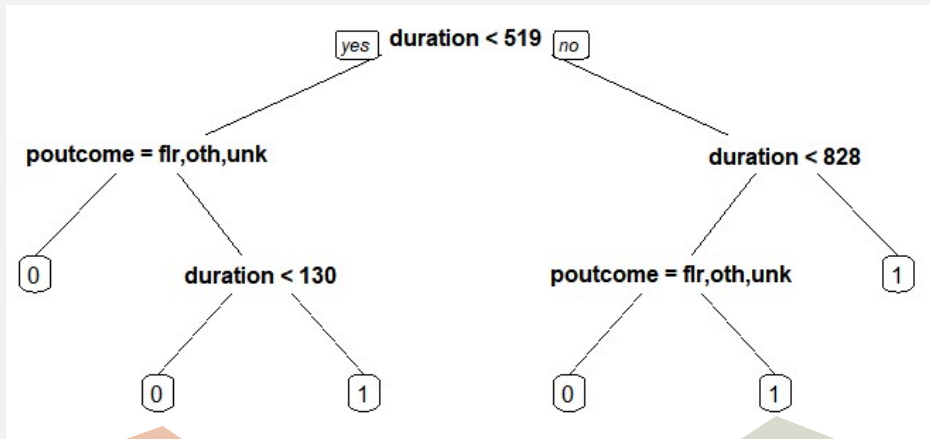 yes duration < 519 no
poutcome = flr,oth,unk
duration < 828
0
duration < 130
poutcome = flr,oth,unk
1
0
1
0
1